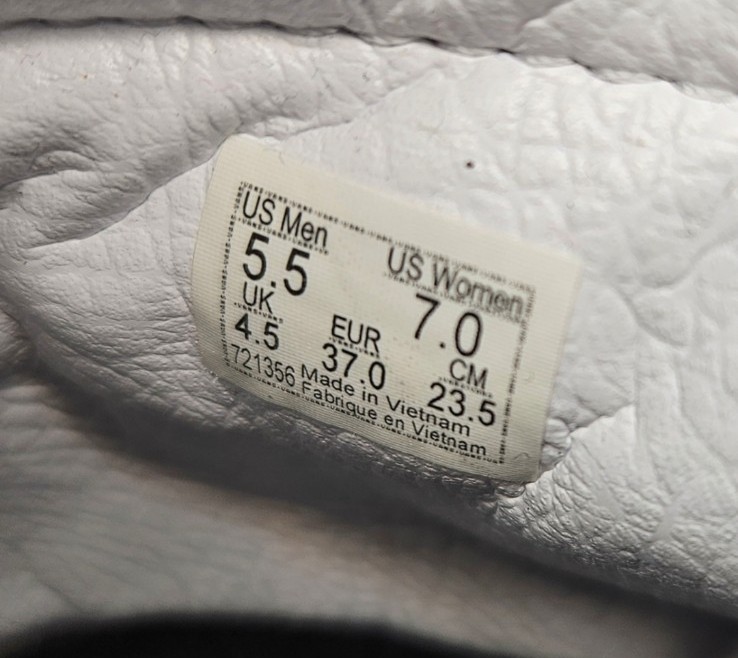 US Men
5.5
US Women
7.0
UK
4.5
EUR
37.0
CM
23.5
721356
Made in Vietnam
Fabrique en Vietnam